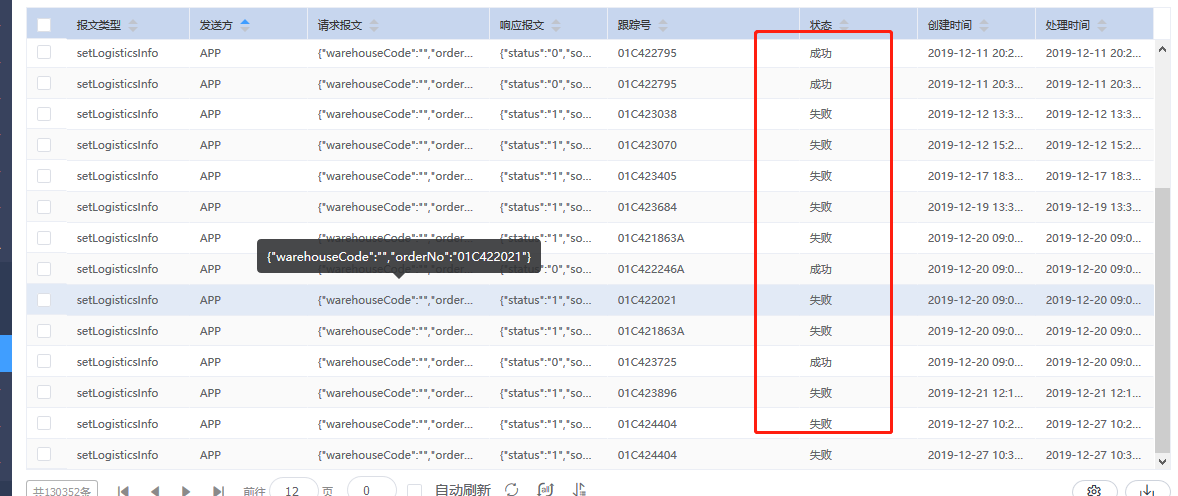 报文类型 发送方 请求报文 响应报文 跟踪号 状态 创建时间 处理时间
setLogisticsInfo APP {"warehouseCode":"","order... {"status":"0","so... 01C422795 成功 2019-12-11 20:2... 2019-12-11 20:2...
setLogisticsInfo APP {"warehouseCode":"","order... {"status":"0","so... 01C422795 成功 2019-12-11 20:3... 2019-12-11 20:3...
setLogisticsInfo APP {"warehouseCode":"","order... {"status":"1","so... 01C423038 失败 2019-12-12 13:3... 2019-12-12 13:3...
setLogisticsInfo APP {"warehouseCode":"","order... {"status":"1","so... 01C423070 失败 2019-12-12 15:2... 2019-12-12 15:2...
setLogisticsInfo APP {"warehouseCode":"","order... {"status":"1","so... 01C423405 失败 2019-12-17 18:3... 2019-12-17 18:3...
setLogisticsInfo APP {"warehouseCode":"","order... {"status":"1","so... 01C423684 失败 2019-12-19 13:3... 2019-12-19 13:3...
setLogisticsInfo APP {"warehouseCode":"","order... {"status":"1","so... 01C421863A 失败 2019-12-20 09:0... 2019-12-20 09:0...
{"warehouseCode":"","orderNo":"01C422021"}
setLogisticsInfo APP {"warehouseCode":"","order... {"status":"0","so... 01C422246A 成功 2019-12-20 09:0... 2019-12-20 09:0...
setLogisticsInfo APP {"warehouseCode":"","order... {"status":"1","so... 01C422021 失败 2019-12-20 09:0... 2019-12-20 09:0...
setLogisticsInfo APP {"warehouseCode":"","order... {"status":"1","so... 01C421863A 失败 2019-12-20 09:0... 2019-12-20 09:0...
setLogisticsInfo APP {"warehouseCode":"","order... {"status":"0","so... 01C423725 成功 2019-12-20 09:0... 2019-12-20 09:0...
setLogisticsInfo APP {"warehouseCode":"","order... {"status":"1","so... 01C423896 失败 2019-12-21 12:1... 2019-12-21 12:1...
setLogisticsInfo APP {"warehouseCode":"","order... {"status":"1","so... 01C424404 失败 2019-12-27 10:2... 2019-12-27 10:2...
setLogisticsInfo APP {"warehouseCode":"","order... {"status":"1","so... 01C424404 失败 2019-12-27 10:3... 2019-12-27 10:3...
共130352条 前往 12 页 0 自动刷新